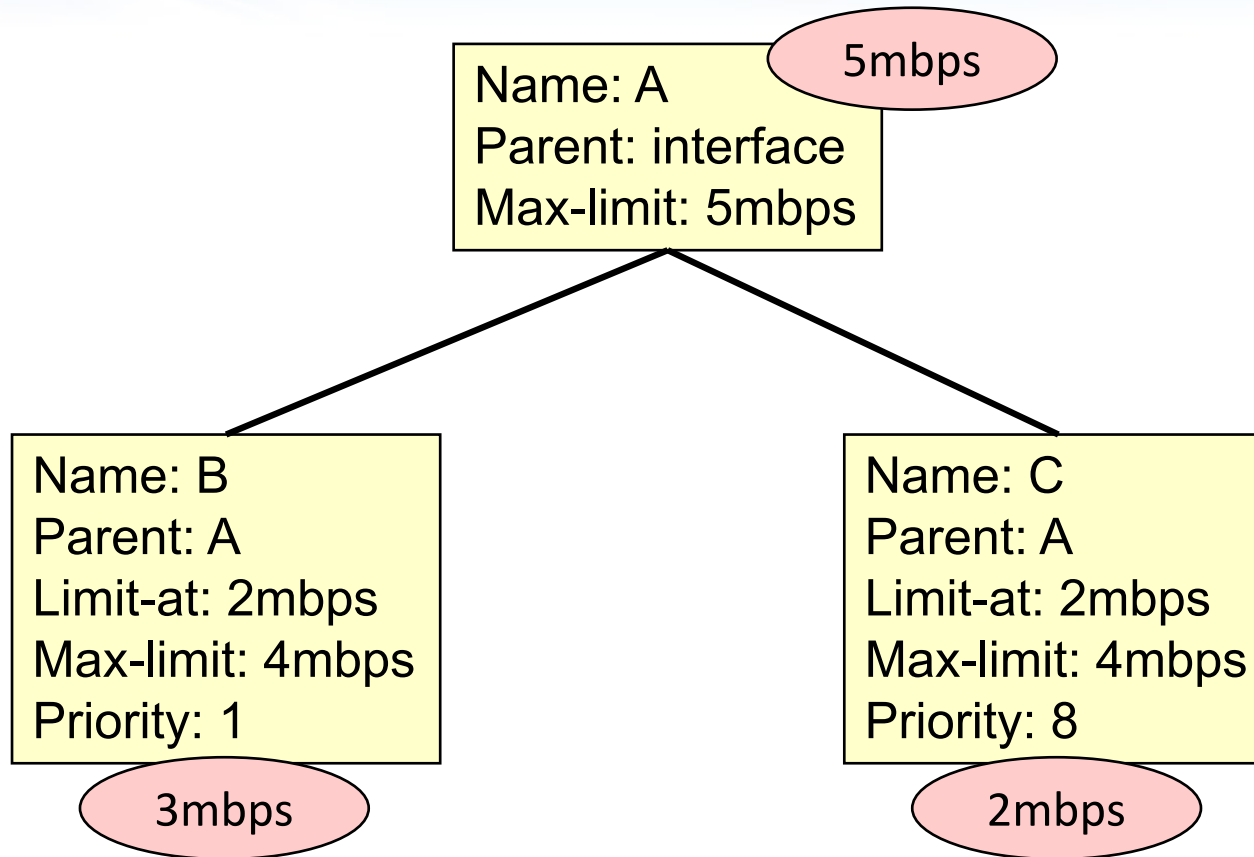 5mbps
Name: A
Parent: interface
Max-limit: 5mbps
Name: B
Parent: A
Limit-at: 2mbps
Max-limit: 4mbps
Priority: 1
3mbps
Name: C
Parent: A
Limit-at: 2mbps
Max-limit: 4mbps
Priority: 8
2mbps